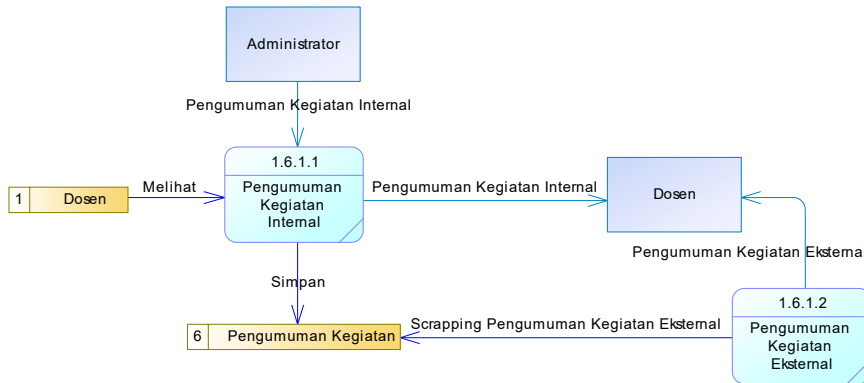 Administrator
Pengumuman Kegiatan Internal
1.6.1.1
Pengumuman
Kegiatan
Internal
1 Dosen
Melihat
Pengumuman Kegiatan Internal
Dosen
Pengumuman Kegiatan Eksterna
Simpan
1.6.1.2
Pengumuman
Kegiatan
Eksternal
6 Pengumuman Kegiatan
Scrapping Pengumuman Kegiatan Eksternal